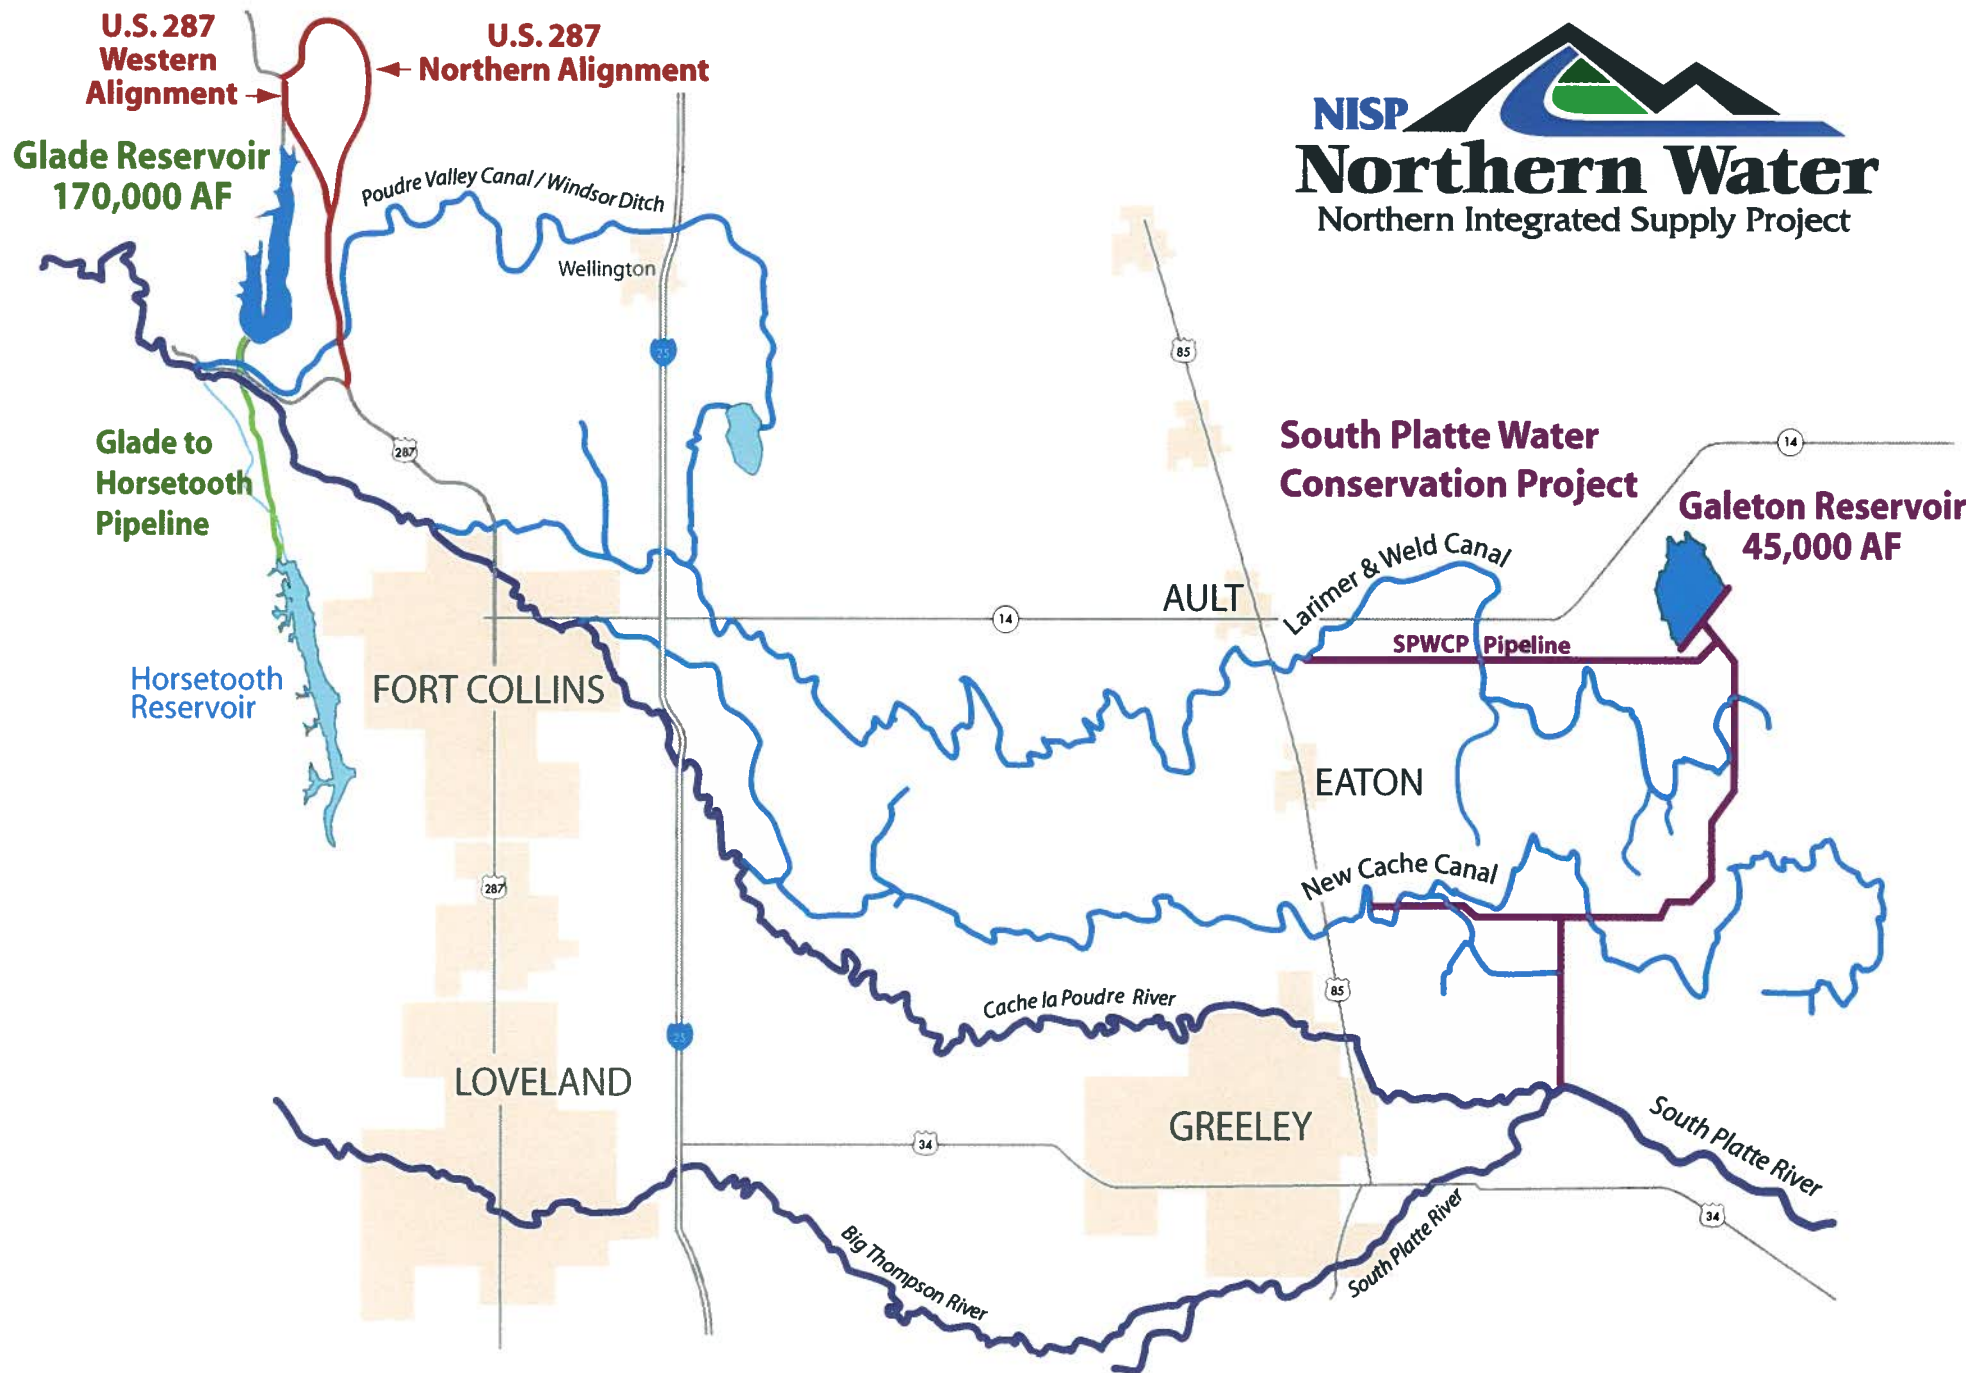 U.S. 287
Western
Alignment
U.S. 287
Northern Alignment
NISP
Northern Water
Northern Integrated Supply Project
Glade Reservoir
170,000 AF
Poudre Valley Canal / Windsor Ditch
Wellington
25
85
287
Glade to
Horsetooth
Pipeline
South Platte Water
Conservation Project
14
Galeton Reservoir
45,000 AF
Larimer & Weld Canal
AULT
14
SPWCP Pipeline
Horsetooth
Reservoir
FORT COLLINS
EATON
287
New Cache Canal
85
Cache la Poudre River
25
LOVELAND
GREELEY
34
South Platte River
34
South Platte River
Big Thompson River